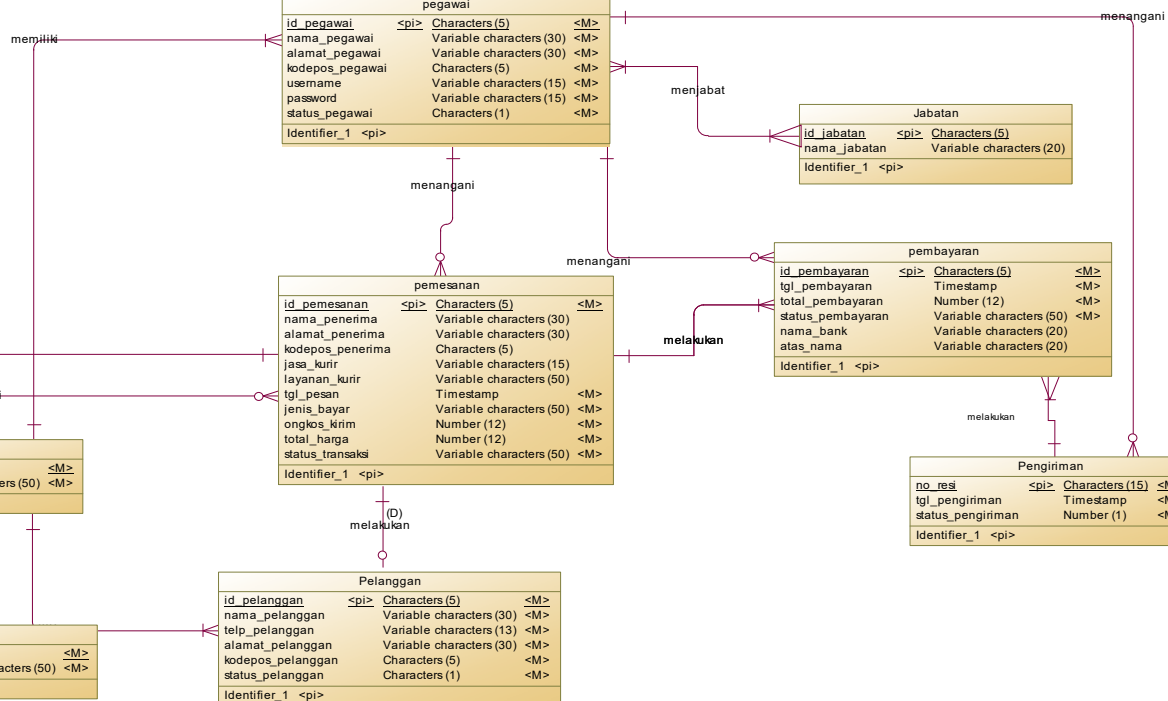 pegawai
id_pegawai <pi> Characters (5) <M>
nama_pegawai Variable characters (30) <M>
alamat_pegawai Variable characters (30) <M>
kodepos_pegawai Characters (5) <M>
username Variable characters (15) <M>
password Variable characters (15) <M>
status_pegawai Characters (1) <M>
Identifier_1 <pi>
memiliki
menangani
menjabat
Jabatan
id_jabatan <pi> Characters (5)
nama_jabatan Variable characters (20)
Identifier_1 <pi>
menangani
menangani
pembayaran
id_pembayaran <pi> Characters (5) <M>
tgl_pembayaran Timestamp <M>
total_pembayaran Number (12) <M>
status_pembayaran Variable characters (50) <M>
nama_bank Variable characters (20)
atas_nama Variable characters (20)
Identifier_1 <pi>
pemesanan
id_pemesanan <pi> Characters (5) <M>
nama_penerima Variable characters (30)
alamat_penerima Variable characters (30)
kodepos_penerima Characters (5)
jasa_kurir Variable characters (15)
layanan_kurir Variable characters (50)
tgl_pesan Timestamp <M>
jenis_bayar Variable characters (50) <M>
ongkos_kirim Number (12) <M>
total_harga Number (12) <M>
status_transaksi Variable characters (50) <M>
Identifier_1 <pi>
melakukan
melakukan
Pengiriman
no_resi <pi> Characters (15) <M
tgl_pengiriman Timestamp <M
status_pengiriman Number (1) <M
Identifier_1 <pi>
<M>
ers (50) <M>
(D)
melakukan
Pelanggan
id_pelanggan <pi> Characters (5) <M>
nama_pelanggan Variable characters (30) <M>
telp_pelanggan Variable characters (13) <M>
alamat_pelanggan Variable characters (30) <M>
kodepos_pelanggan Characters (5) <M>
status_pelanggan Characters (1) <M>
Identifier_1 <pi>
<M>
acters (50) <M>